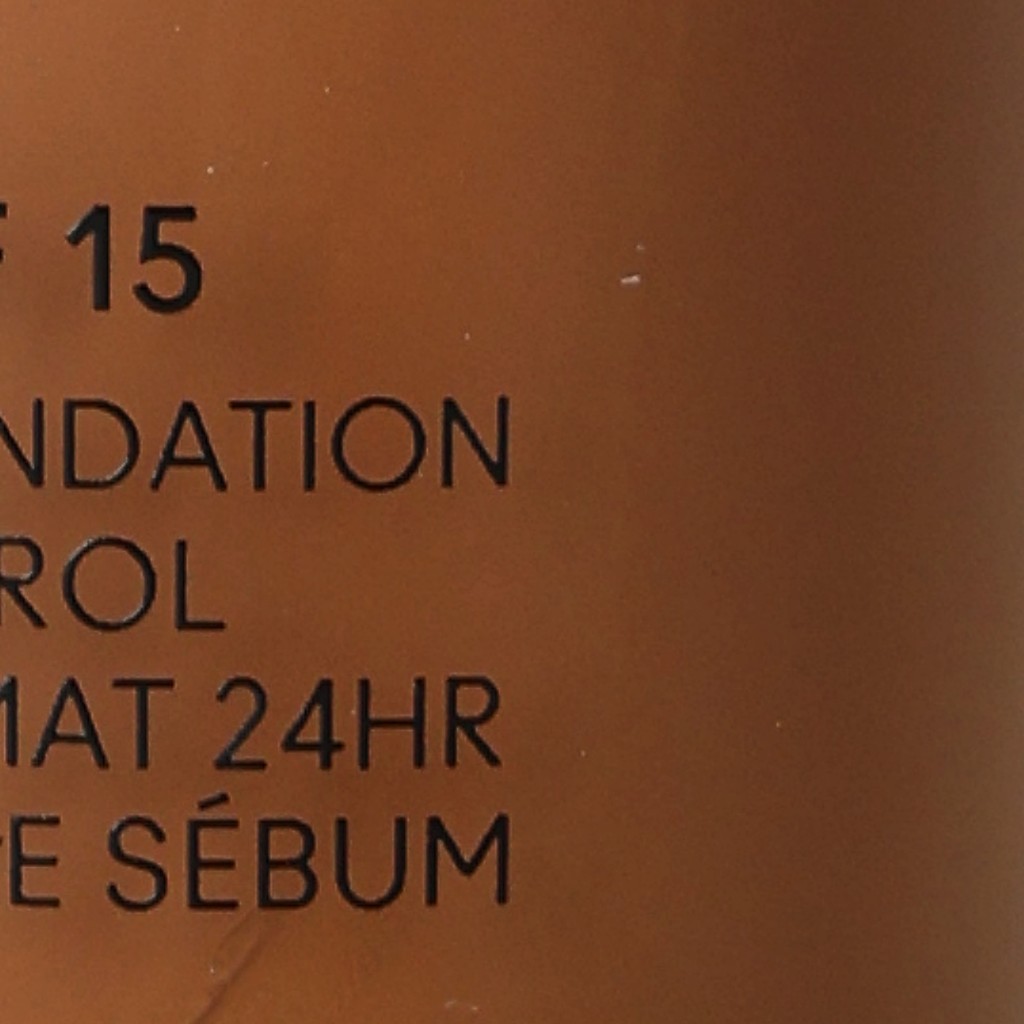 15
NDATION
ROL
MAT 24HR
E SÉBUM